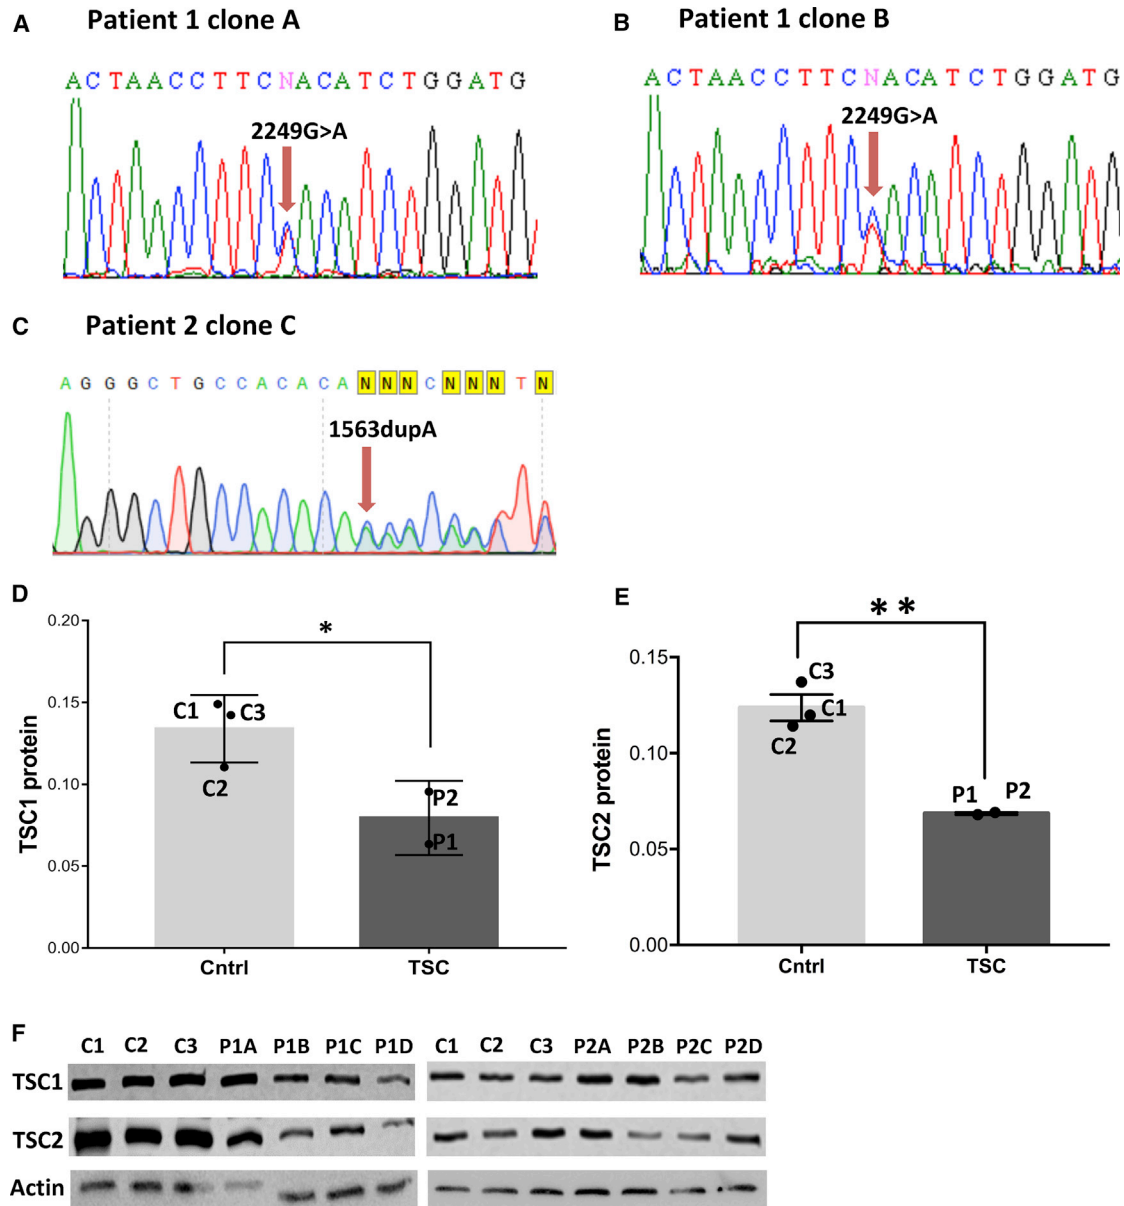 A Patient 1 clone A
ACTAACCTTCNACATCTGGATG
2249G>A
B Patient 1 clone B
ACTAACCTTCNACATCTGGATG
2249G>A
C Patient 2 clone C
A G G G C T G C C A C A C A N N N C N N N T N
1563dupA
D
0.20
0.15
0.10
0.05
0.00
TSC1 protein
*
C1 C3
C2
P2
P1
Cntrl TSC
E
0.15
0.10
0.05
0.00
TSC2 protein
* *
C3
C1
C2
P1 P2
Cntrl TSC
F
C1 C2 C3 P1A P1B P1C P1D C1 C2 C3 P2A P2B P2C P2D
TSC1
TSC2
Actin